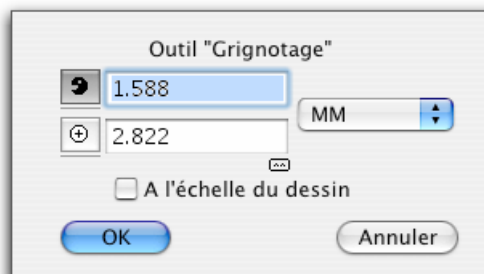 Outil "Grignotage"
1.588
MM
2.822
A l'échelle du dessin
OK Annuler